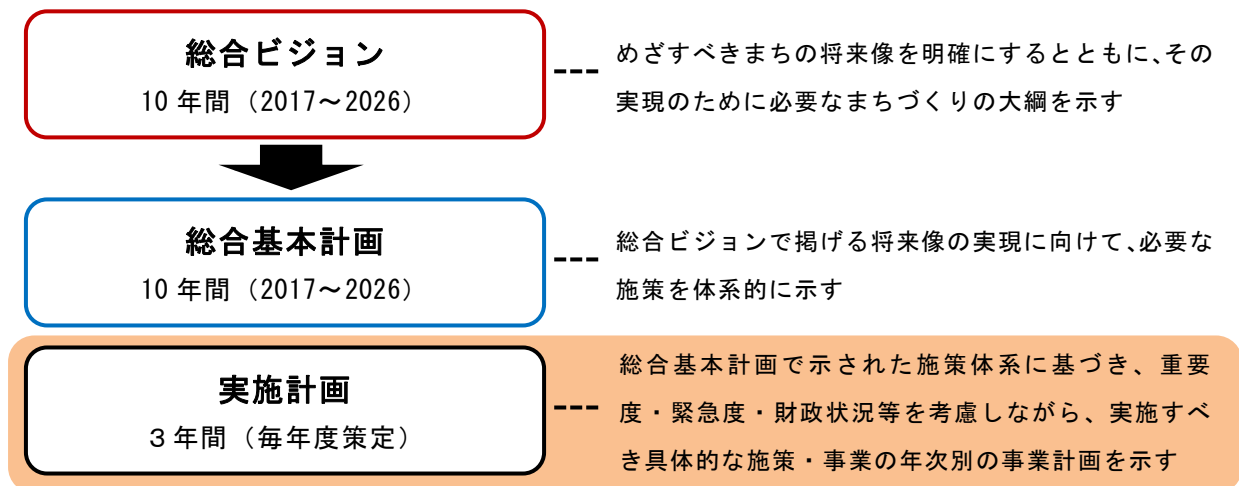 総合ビジョン
10年間（2017～2026）
--- めざすべきまちの将来像を明確にするとともに、その
実現のために必要なまちづくりの大綱を示す
総合基本計画
10年間（2017～2026）
--- 総合ビジョンで掲げる将来像の実現に向けて、必要な
施策を体系的に示す
実施計画
３年間（毎年度策定）
--- 総合基本計画で示された施策体系に基づき、重要
度・緊急度・財政状況等を考慮しながら、実施すべ
き具体的な施策・事業の年次別の事業計画を示す